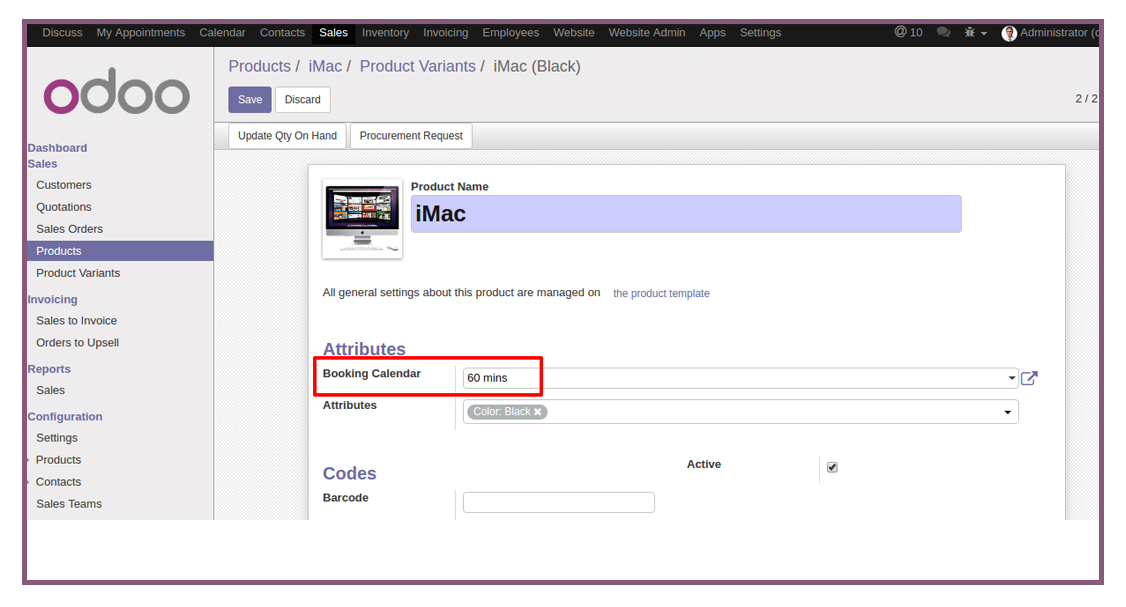 Discuss My Appointments Calendar Contacts Sales Inventory Invoicing Employees Website Website Admin Apps Settings @ 10 Administrator (c
odoo
Products / iMac / Product Variants / iMac (Black)
Save Discard 2 / 2
Update Qty On Hand Procurement Request
Dashboard
Sales
Customers
Quotations
Sales Orders
Products
Product Variants
Invoicing
Sales to Invoice
Orders to Upsell
Reports
Sales
Configuration
Settings
Products
Contacts
Sales Teams
Product Name
iMac
All general settings about this product are managed on the product template
Attributes
Booking Calendar 60 mins
Attributes Color: Black ✖
Codes
Active
Barcode